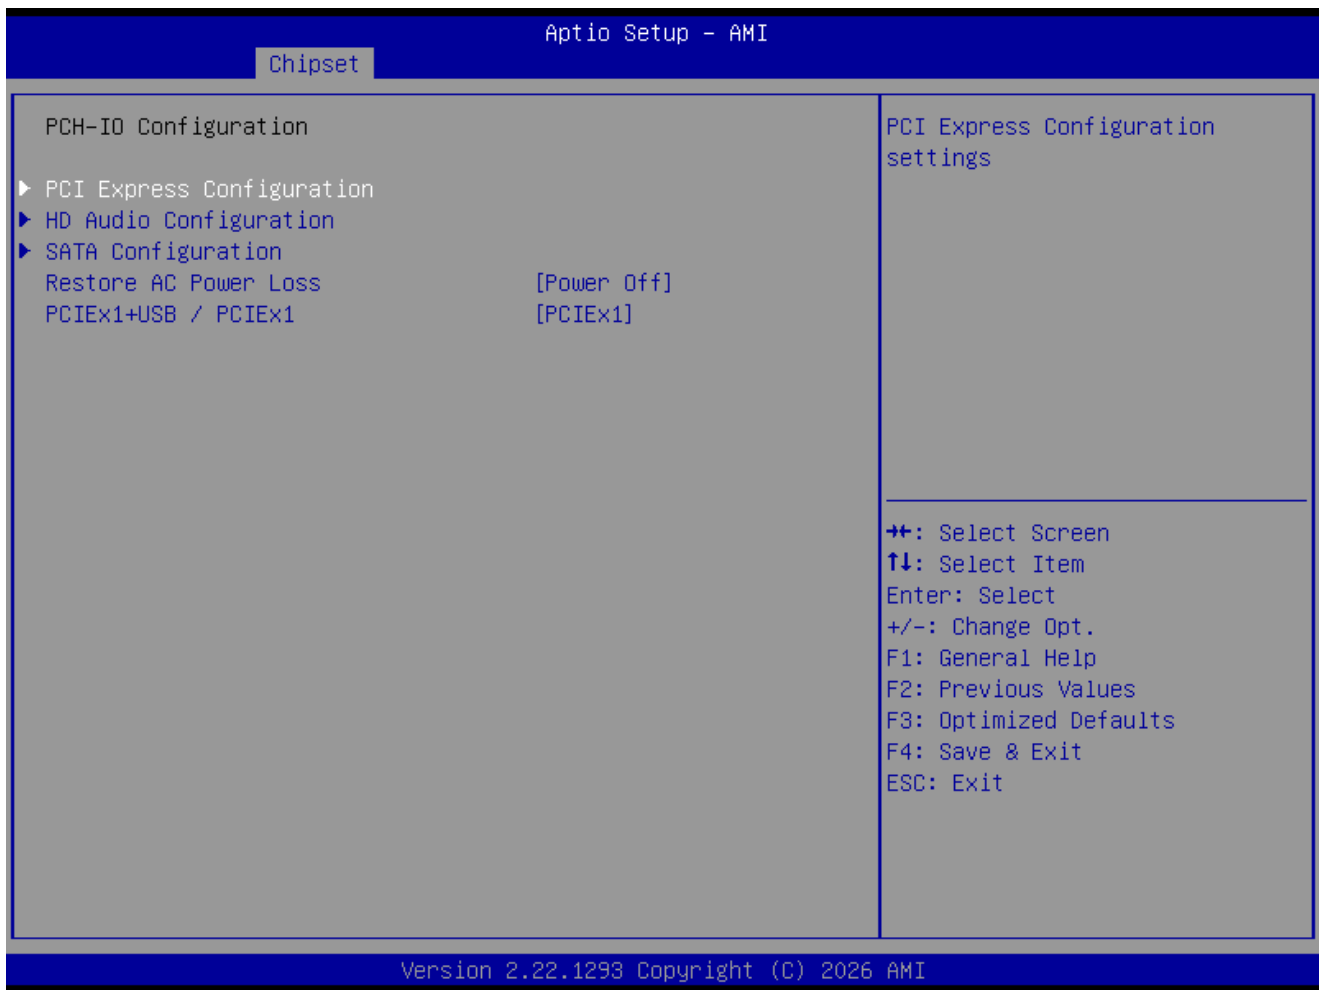 Aptio Setup – AMI
Chipset
PCH-IO Configuration
PCI Express Configuration
HD Audio Configuration
SATA Configuration
Restore AC Power Loss [Power Off]
PCIEx1+USB / PCIEx1 [PCIEx1]
PCI Express Configuration
settings
→←: Select Screen
↑↓: Select Item
Enter: Select
+/-: Change Opt.
F1: General Help
F2: Previous Values
F3: Optimized Defaults
F4: Save & Exit
ESC: Exit
Version 2.22.1293 Copyright (C) 2026 AMI